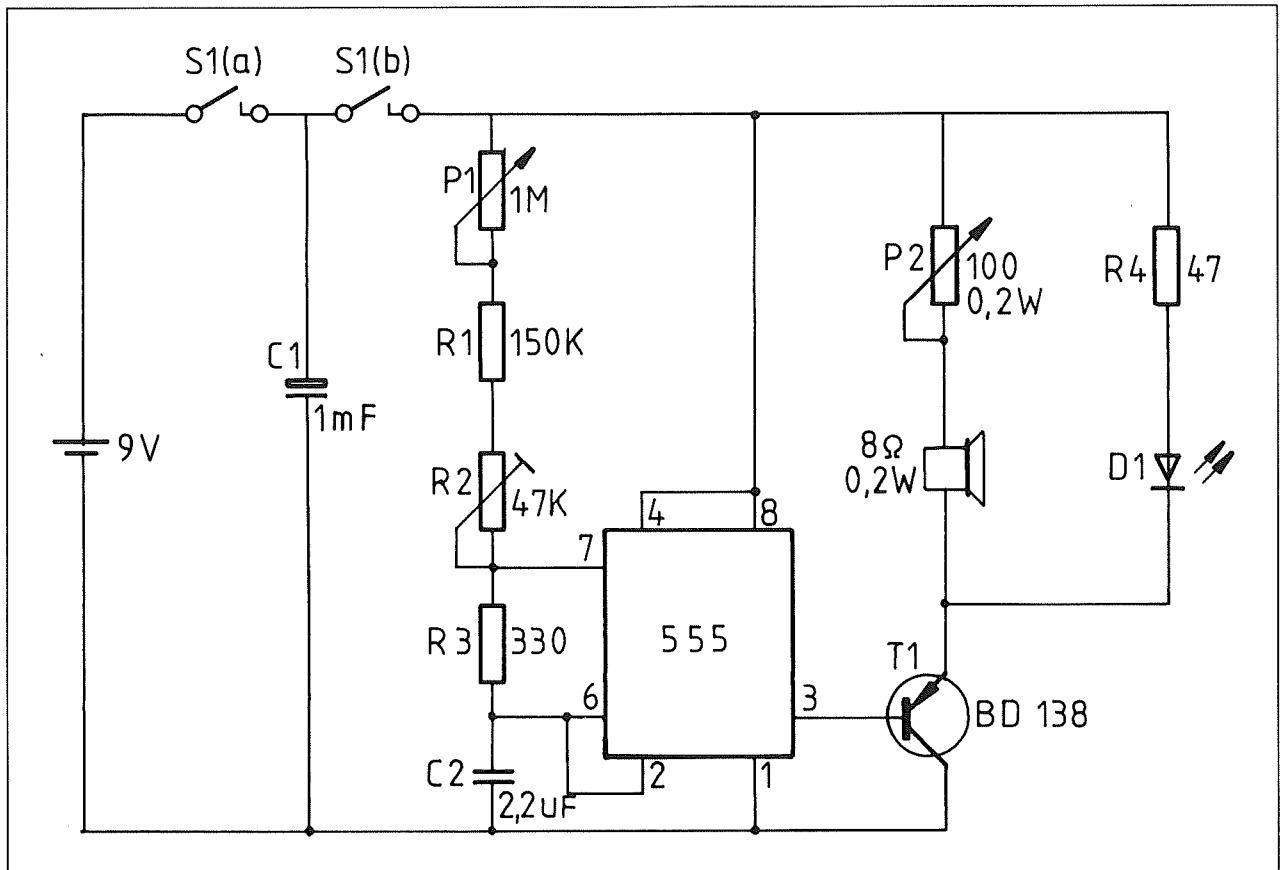 S1(a)
S1(b)
P1
1M
P2
100
0,2W
R4
47
R1
150K
C1
1mF
9V
R2
47K
8Ω
0,2W
D1
4
8
7
R3
330
555
T1
6
3
BD 138
C2
2,2uF
2
1